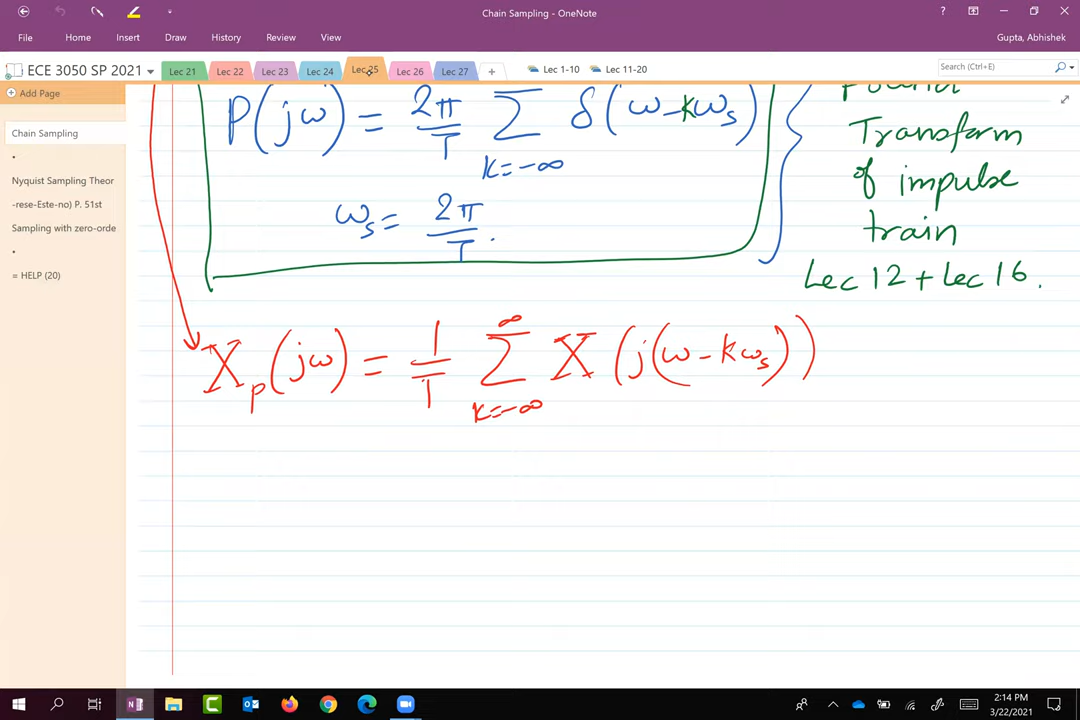 Chain Sampling - OneNote
?
File Home Insert Draw History Review View
Gupta, Abhishek
ECE 3050 SP 2021
Lec 21 Lec 22 Lec 23 Lec 24 Lec 25 Lec 26 Lec 27 + Lec 1-10 Lec 11-20
Search (Ctrl+E)
Add Page
Chain Sampling
Nyquist Sampling Theor
-rese-Este-no) P. 51st
Sampling with zero-orde
= HELP (20)
P(jω) = 2π/T ∑ k=-∞ δ(ω-kωs)
ωs = 2π/T.
Fourier
Transform
of impulse
train
Lec 12 + Lec 16.
Xp(jω) = 1/T ∑ k=-∞ ∞ X(j(ω-kωs))
2:14 PM
3/22/2021